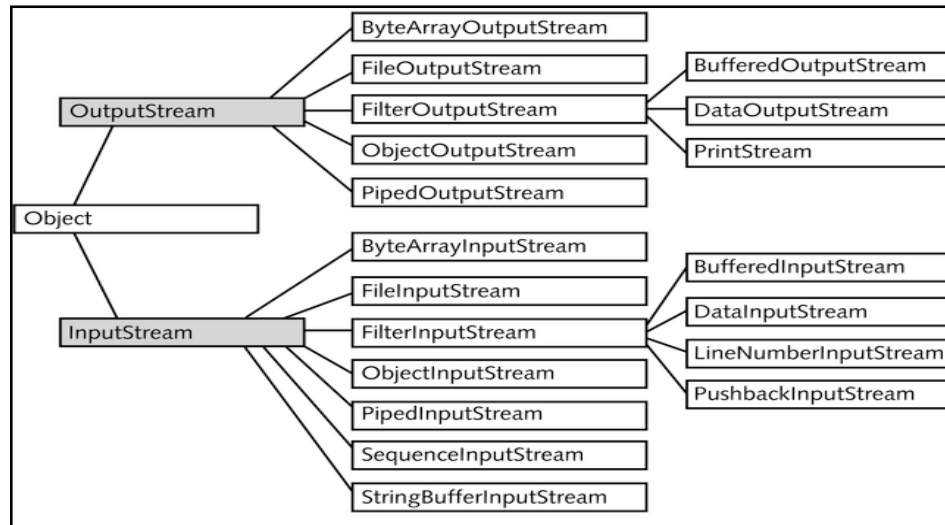 ByteArrayOutputStream
FileOutputStream
BufferedOutputStream
OutputStream
FilterOutputStream
DataOutputStream
ObjectOutputStream
PrintStream
PipedOutputStream
Object
ByteArrayInputStream
BufferedInputStream
FileInputStream
DataInputStream
InputStream
FilterInputStream
LineNumberInputStream
ObjectInputStream
PushbackInputStream
PipedInputStream
SequenceInputStream
StringBufferInputStream